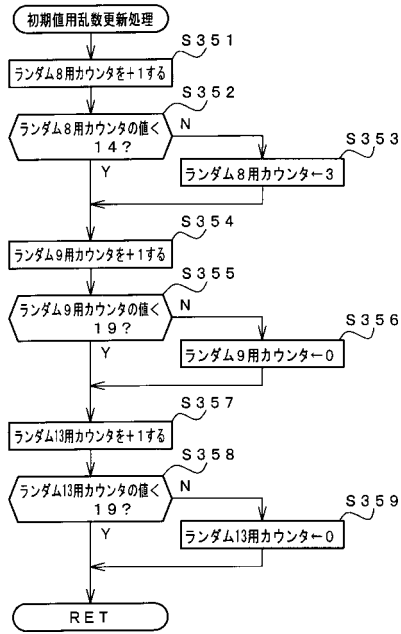 初期値用乱数更新処理
S351
ランダム8用カウンタを+1する
S352
ランダム8用カウンタの値<
14?
N
Y
S353
ランダム8用カウンタ←3
S354
ランダム9用カウンタを+1する
S355
ランダム9用カウンタの値<
19?
N
Y
S356
ランダム9用カウンタ←0
S357
ランダム13用カウンタを+1する
S358
ランダム13用カウンタの値<
19?
N
Y
S359
ランダム13用カウンタ←0
RET